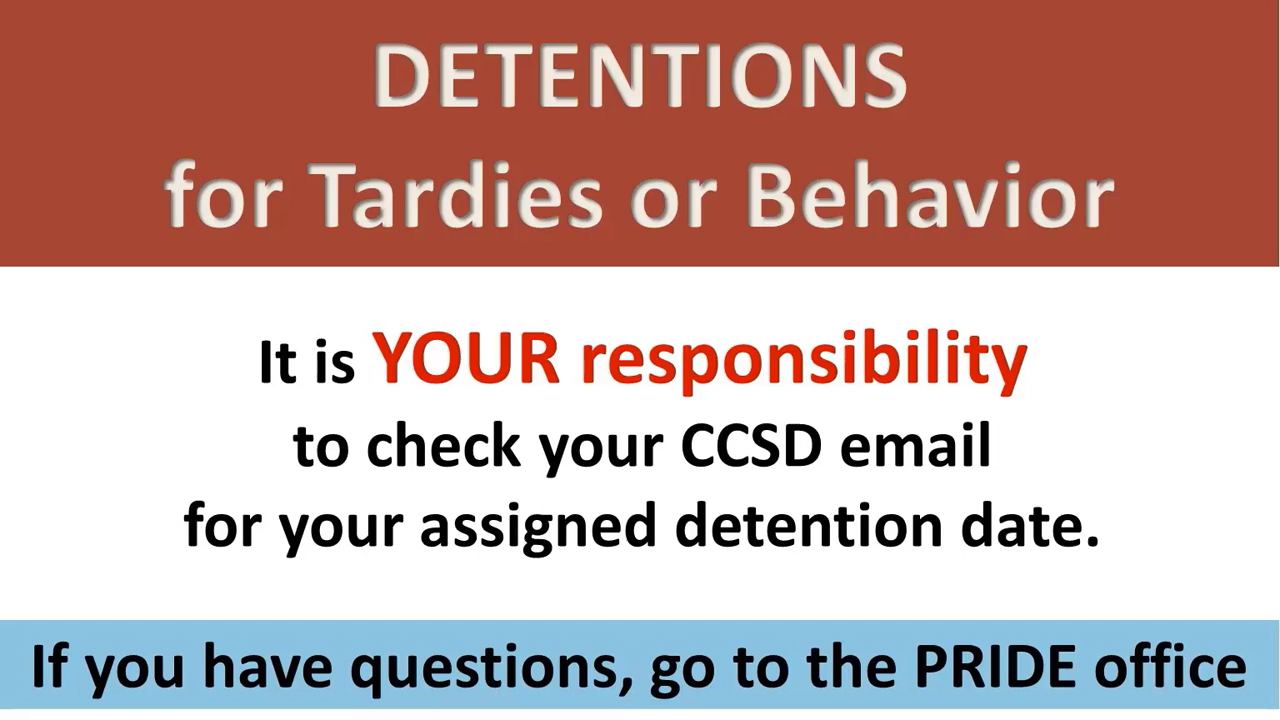 DETENTIONS
for Tardies or Behavior
It is YOUR responsibility
to check your CCSD email
for your assigned detention date.
If you have questions, go to the PRIDE office